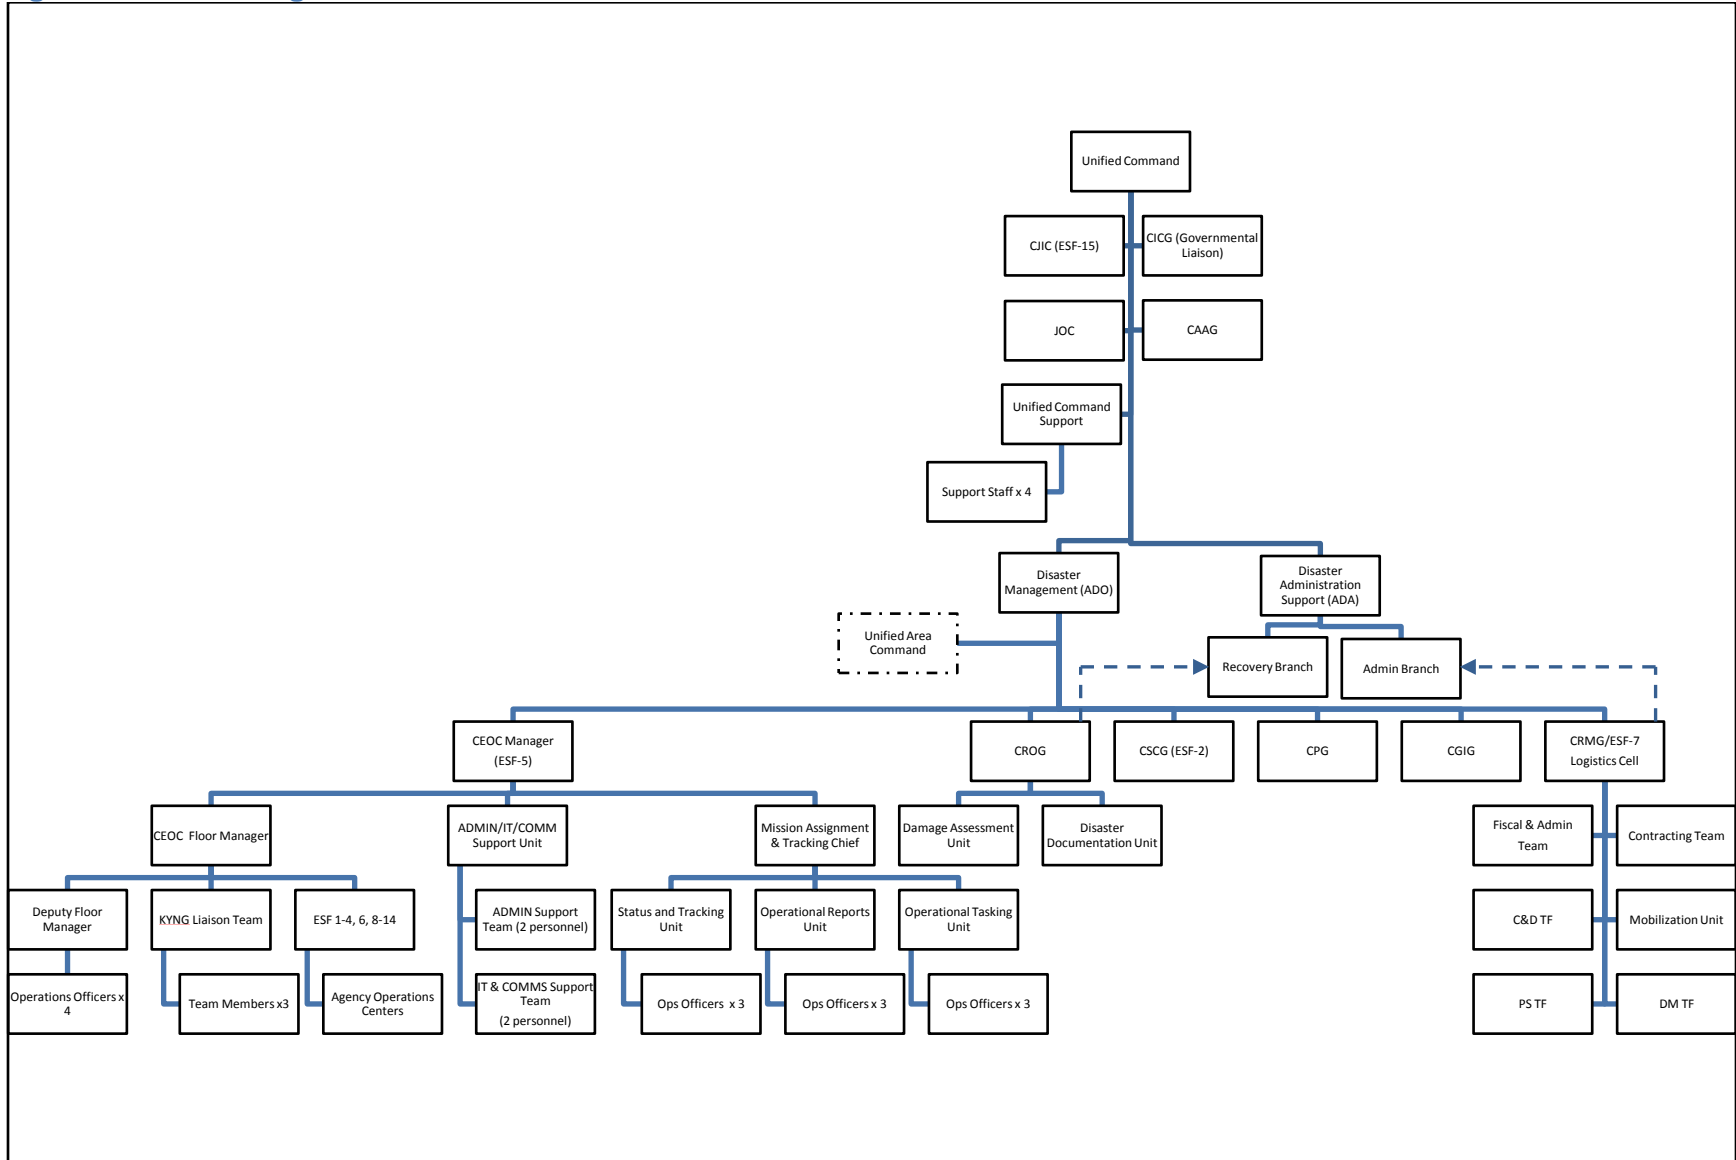 Unified Command
CJIC (ESF-15)
CICG (Governmental
Liaison)
JOC
CAAG
Unified Command
Support
Support Staff x 4
Disaster
Management (ADO)
Disaster
Administration
Support (ADA)
Unified Area
Command
Recovery Branch
Admin Branch
CEOC Manager
(ESF-5)
CROG
CSCG (ESF-2)
CPG
CGIG
CRMG/ESF-7
Logistics Cell
CEOC Floor Manager
ADMIN/IT/COMM
Support Unit
Mission Assignment
& Tracking Chief
Damage Assessment
Unit
Disaster
Documentation Unit
Fiscal & Admin
Team
Contracting Team
Deputy Floor
Manager
KYNG Liaison Team
ESF 1-4, 6, 8-14
ADMIN Support
Team (2 personnel)
Status and Tracking
Unit
Operational Reports
Unit
Operational Tasking
Unit
C&D TF
Mobilization Unit
Operations Officers x
4
Team Members x3
Agency Operations
Centers
IT & COMMS Support
Team
(2 personnel)
Ops Officers x 3
Ops Officers x 3
Ops Officers x 3
PS TF
DM TF